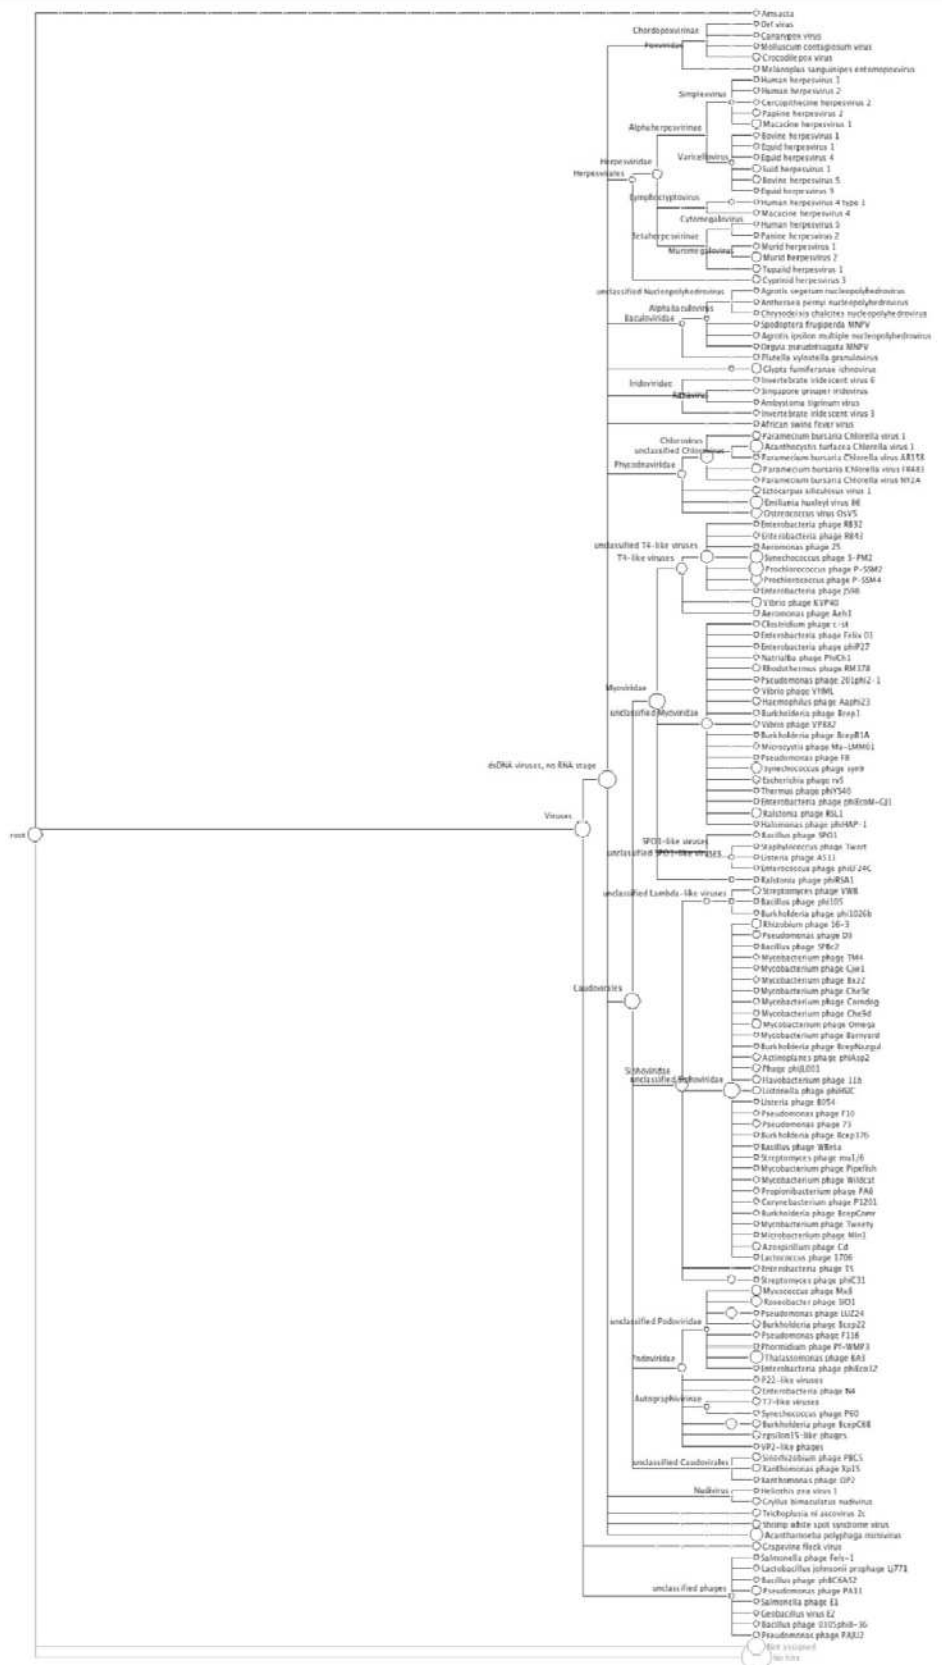 Amsacta
Orf virus
Chordopoxvirinae
Canarypox virus
Poxviridae
Molluscum contagiosum virus
Crocodilepox virus
Melanoplus sanguinipes entomopoxvirus
Human herpesvirus 1
Human herpesvirus 2
Simplexvirus
Cercopithecine herpesvirus 2
Papiine herpesvirus 2
Macacine herpesvirus 1
Alphaherpesvirinae
Bovine herpesvirus 1
Equid herpesvirus 1
Varicellovirus
Equid herpesvirus 4
Herpesviridae
Suid herpesvirus 1
Herpesvirales
Bovine herpesvirus 5
Equid herpesvirus 9
Lymphocryptovirus
Human herpesvirus 4 type 1
Macacine herpesvirus 4
Cytomegalovirus
Human herpesvirus 5
Betaherpesvirinae
Panine herpesvirus 2
Murid herpesvirus 1
Muromegalovirus
Murid herpesvirus 2
Tupaiid herpesvirus 1
Cyprinid herpesvirus 3
unclassified Nucleopolyhedrovirus
Agrotis segetum nucleopolyhedrovirus
Antheraea pernyi nucleopolyhedrovirus
Alphabaculovirus
Chrysodeixis chalcites nucleopolyhedrovirus
Baculoviridae
Spodoptera frugiperda MNPV
Agrotis ipsilon multiple nucleopolyhedrovirus
Orgyia pseudotsugata MNPV
Plutella xylostella granulovirus
Glypta fumiferanae ichnovirus
Invertebrate iridescent virus 6
Iridoviridae
Singapore grouper iridovirus
Ranavirus
Ambystoma tigrinum virus
Invertebrate iridescent virus 3
African swine fever virus
Paramecium bursaria Chlorella virus 1
Chlorovirus
Acanthocystis turfacea Chlorella virus 1
unclassified Chlorovirus
Paramecium bursaria Chlorella virus AR158
Phycodnaviridae
Paramecium bursaria Chlorella virus FR483
Paramecium bursaria Chlorella virus NY2A
Ectocarpus siliculosus virus 1
Emiliania huxleyi virus 86
Ostreococcus virus OsV5
Enterobacteria phage RB32
Enterobacteria phage RB43
unclassified T4-like viruses
Aeromonas phage 25
T4-like viruses
Synechococcus phage S-PM2
Prochlorococcus phage P-SSM2
Prochlorococcus phage P-SSM4
Enterobacteria phage JS98
Vibrio phage KVP40
Aeromonas phage Aeh1
Clostridium phage c-st
Enterobacteria phage Felix 01
Enterobacteria phage phiP27
Natrialba phage PhiCh1
Rhodothermus phage RM378
Pseudomonas phage 201phi2-1
Myoviridae
Vibrio phage VHML
Haemophilus phage Aaphi23
unclassified Myoviridae
Burkholderia phage Bcep1
Vibrio phage VP882
Burkholderia phage BcepB1A
Microcystis phage Ma-LMM01
Pseudomonas phage F8
dsDNA viruses, no RNA stage
Synechococcus phage syn9
Escherichia phage rv5
Thermus phage phiYS40
Enterobacteria phage phiEcoM-GJ1
Viruses
Ralstonia phage RSL1
Halomonas phage phiHAP-1
root
Bacillus phage SPO1
SPO1-like viruses
Staphylococcus phage Twort
unclassified SPO1-like viruses
Listeria phage A511
Enterococcus phage phiEF24C
Ralstonia phage phiRSA1
unclassified Lambda-like viruses
Streptomyces phage VWB
Bacillus phage phi105
Burkholderia phage phi1026b
Rhizobium phage 16-3
Pseudomonas phage D3
Bacillus phage SPBc2
Mycobacterium phage TM4
Mycobacterium phage Cjw1
Mycobacterium phage Bxz2
Caudovirales
Mycobacterium phage Che9c
Mycobacterium phage Corndog
Mycobacterium phage Che9d
Mycobacterium phage Omega
Mycobacterium phage Barnyard
Burkholderia phage BcepNazgul
Actinoplanes phage phiAsp2
Siphoviridae
Phage phiJL001
unclassified Siphoviridae
Flavobacterium phage 11b
Listonella phage phiHSIC
Listeria phage B054
Pseudomonas phage F10
Pseudomonas phage 73
Burkholderia phage Bcep176
Bacillus phage WBeta
Streptomyces phage mu1/6
Mycobacterium phage Pipefish
Mycobacterium phage Wildcat
Propionibacterium phage PA6
Corynebacterium phage P1201
Burkholderia phage BcepGomr
Mycobacterium phage Tweety
Microbacterium phage Min1
Azospirillum phage Cd
Lactococcus phage 1706
Enterobacteria phage T5
Streptomyces phage phiC31
Myxococcus phage Mx8
Roseobacter phage SIO1
unclassified Podoviridae
Pseudomonas phage LUZ24
Burkholderia phage Bcep22
Pseudomonas phage F116
Phormidium phage Pf-WMP3
Podoviridae
Thalassomonas phage BA3
Enterobacteria phage phiEco32
P22-like viruses
Enterobacteria phage N4
Autographivirinae
T7-like viruses
Synechococcus phage P60
Burkholderia phage BcepC6B
epsilon15-like phages
VP2-like phages
unclassified Caudovirales
Sinorhizobium phage PBC5
Xanthomonas phage Xp15
Xanthomonas phage OP2
Nudivirus
Heliothis zea virus 1
Gryllus bimaculatus nudivirus
Trichoplusia ni ascovirus 2c
Shrimp white spot syndrome virus
Acanthamoeba polyphaga mimivirus
Grapevine fleck virus
Salmonella phage Fels-1
Lactobacillus johnsonii prophage Lj771
Bacillus phage phBC6A52
unclassified phages
Pseudomonas phage PA11
Salmonella phage E1
Geobacillus virus E2
Bacillus phage 0305phi8-36
Pseudomonas phage PAJU2
Not assigned
No hits